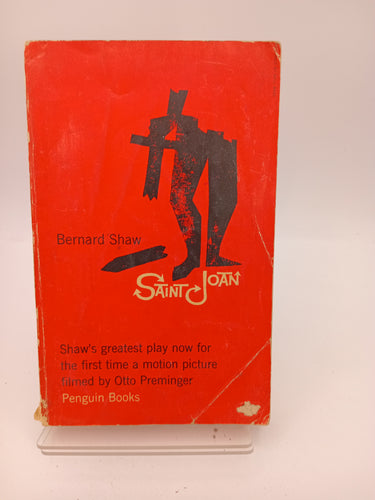 Bernard Shaw
SAINT JOAN
Shaw's greatest play now for
the first time a motion picture
filmed by Otto Preminger
Penguin Books